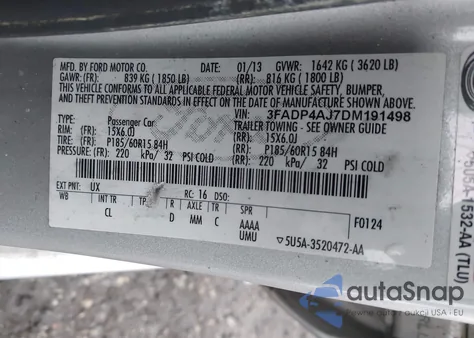 MFD. BY FORD MOTOR CO.
DATE: 01/13 GVWR: 1642 KG ( 3620 LB)
GAWR: (FR): 839 KG ( 1850 LB) (RR): 816 KG ( 1800 LB)
THIS VEHICLE CONFORMS TO ALL APPLICABLE FEDERAL MOTOR VEHICLE SAFETY, BUMPER,
AND THEFT PREVENTION STANDARDS IN EFFECT ON THE DATE OF MANUFACTURE SHOWN ABOVE.
VIN: 3FADP4AJ7DM191498
TYPE: Passenger Car TRAILER TOWING - SEE OWNER GUIDE
RIM: (FR): 15X6.0J (RR): 15X6.0J
TIRE: (FR): P185/60R15 84H (RR): P185/60R15 84H
PRESSURE: (FR): 220 kPa/ 32 PSI COLD (RR): 220 kPa/ 32 PSI COLD
EXT PNT: UX RC: 16 DSO: F0124
WB INT TR TP R AXLE TR SPR
CL D MM C AAAA
UMU
5U5A-3520472-AA
1532-AA (TLU)
autoSnap